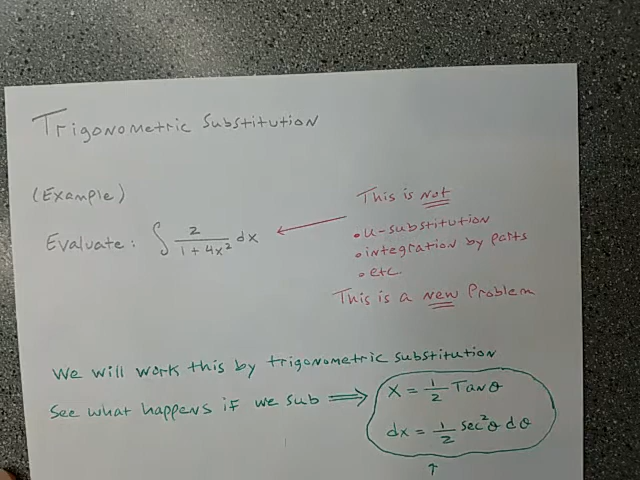 Trigonometric Substitution
(Example)
Evaluate: ∫ 2/(1+4x²) dx
This is Not
• u-substitution
• integration by parts
• etc.
This is a new Problem
We will work this by trigonometric substitution
See what happens if we sub ⟹
x = 1/2 Tan θ
dx = 1/2 sec²θ dθ